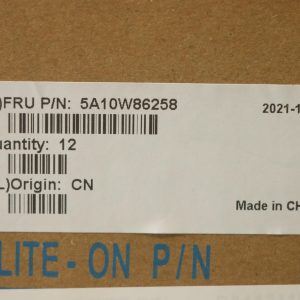 )FRU P/N: 5A10W86258
2021-1
uantity: 12
L)Origin: CN
Made in CH
LITE-ON P/N